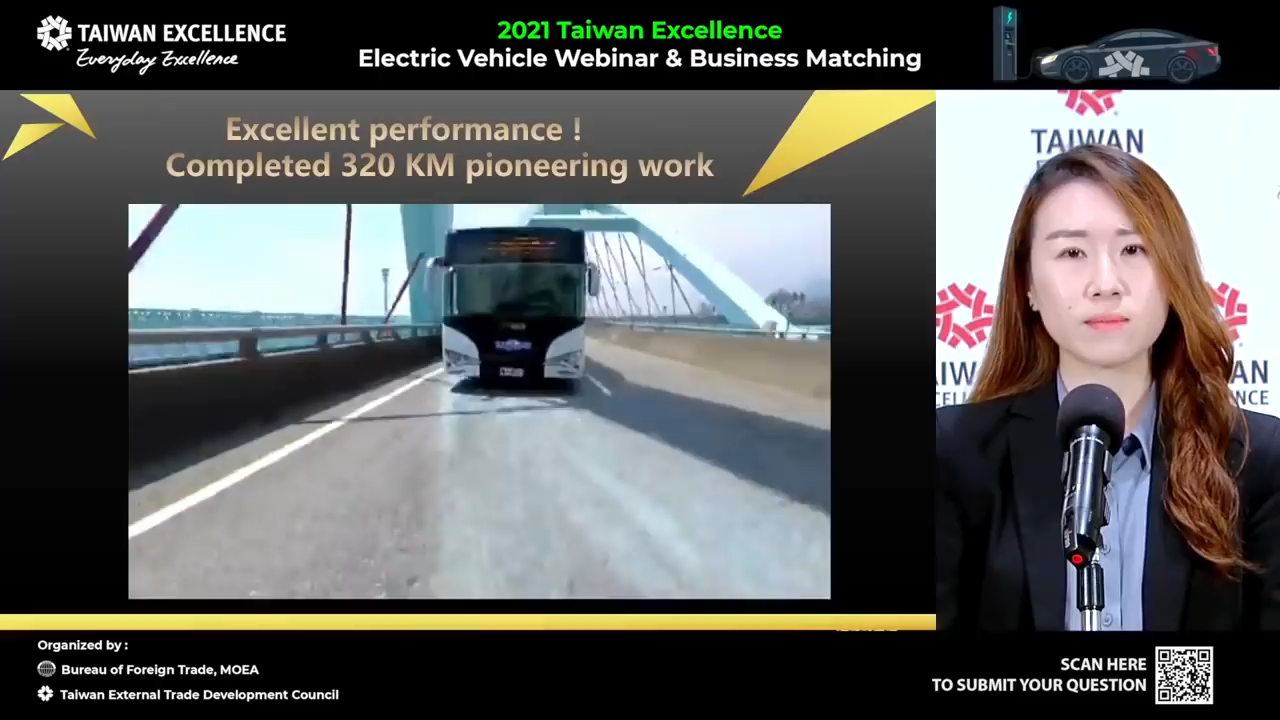 TAIWAN EXCELLENCE
Everyday Excellence
2021 Taiwan Excellence
Electric Vehicle Webinar & Business Matching
Excellent performance !
Completed 320 KM pioneering work
TAIWAN
Organized by :
Bureau of Foreign Trade, MOEA
Taiwan External Trade Development Council
SCAN HERE
TO SUBMIT YOUR QUESTION